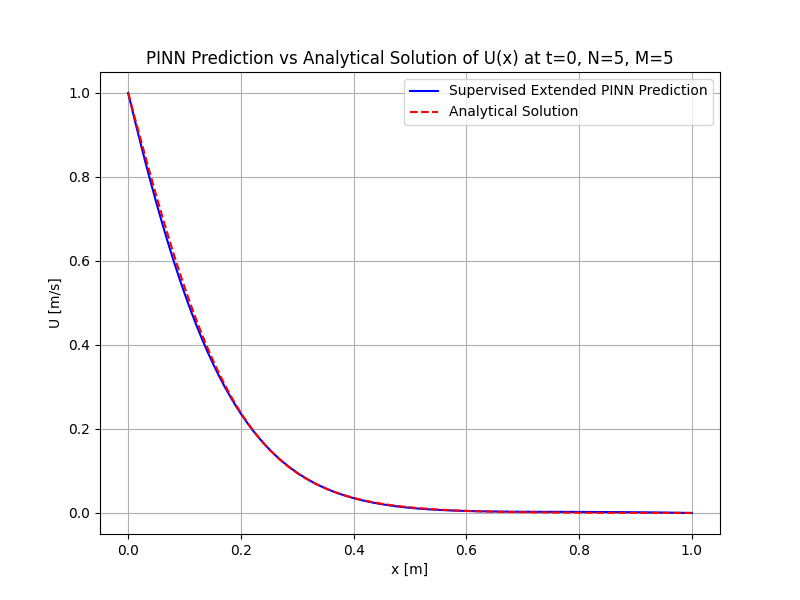 PINN Prediction vs Analytical Solution of U(x) at t=0, N=5, M=5
Supervised Extended PINN Prediction
Analytical Solution
1.0
0.8
0.6
0.4
0.2
0.0
U [m/s]
0.0 0.2 0.4 0.6 0.8 1.0
x [m]